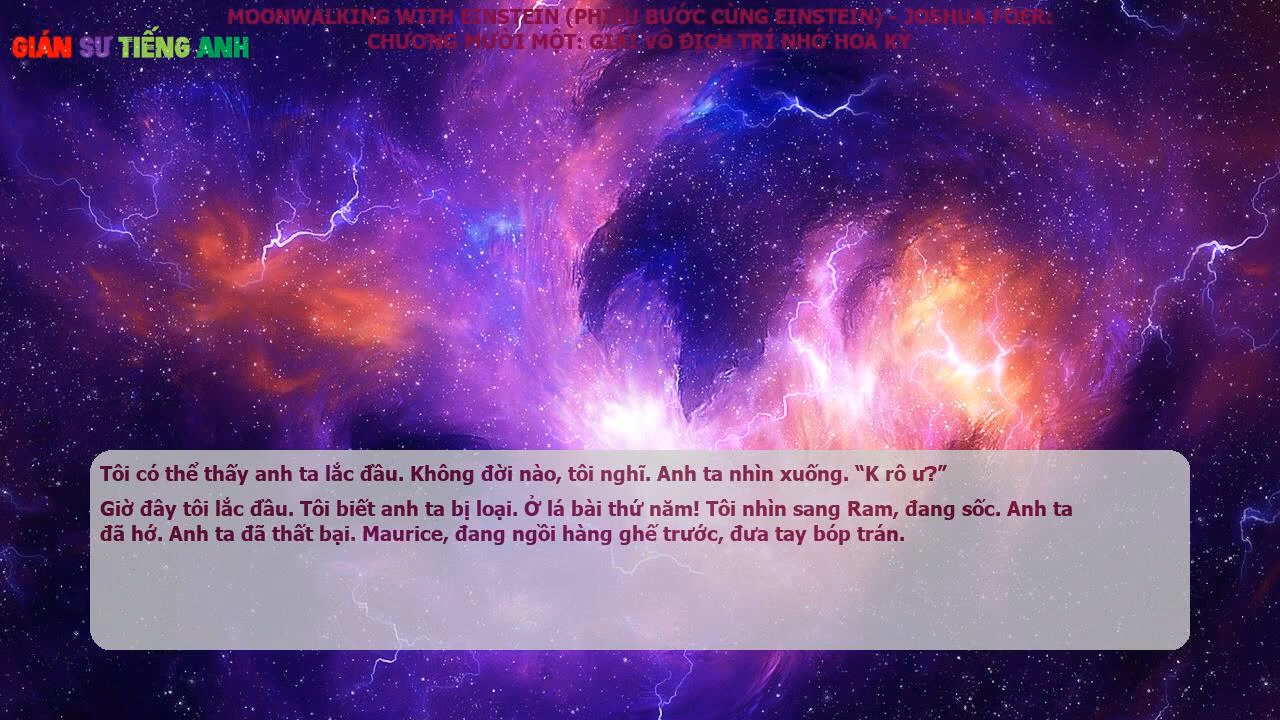 MOONWALKING WITH EINSTEIN (PHIÊU BƯỚC CÙNG EINSTEIN) - JOSHUA FOER:
CHƯƠNG MƯỜI MỘT: GIẢI VÔ ĐỊCH TRÍ NHỚ HOA KỲ
GIÁN SƯ TIẾNG ANH
Tôi có thể thấy anh ta lắc đầu. Không đời nào, tôi nghĩ. Anh ta nhìn xuống. “K rô ư?”
Giờ đây tôi lắc đầu. Tôi biết anh ta bị loại. Ở lá bài thứ năm! Tôi nhìn sang Ram, đang sốc. Anh ta
đã hớ. Anh ta đã thất bại. Maurice, đang ngồi hàng ghế trước, đưa tay bóp trán.